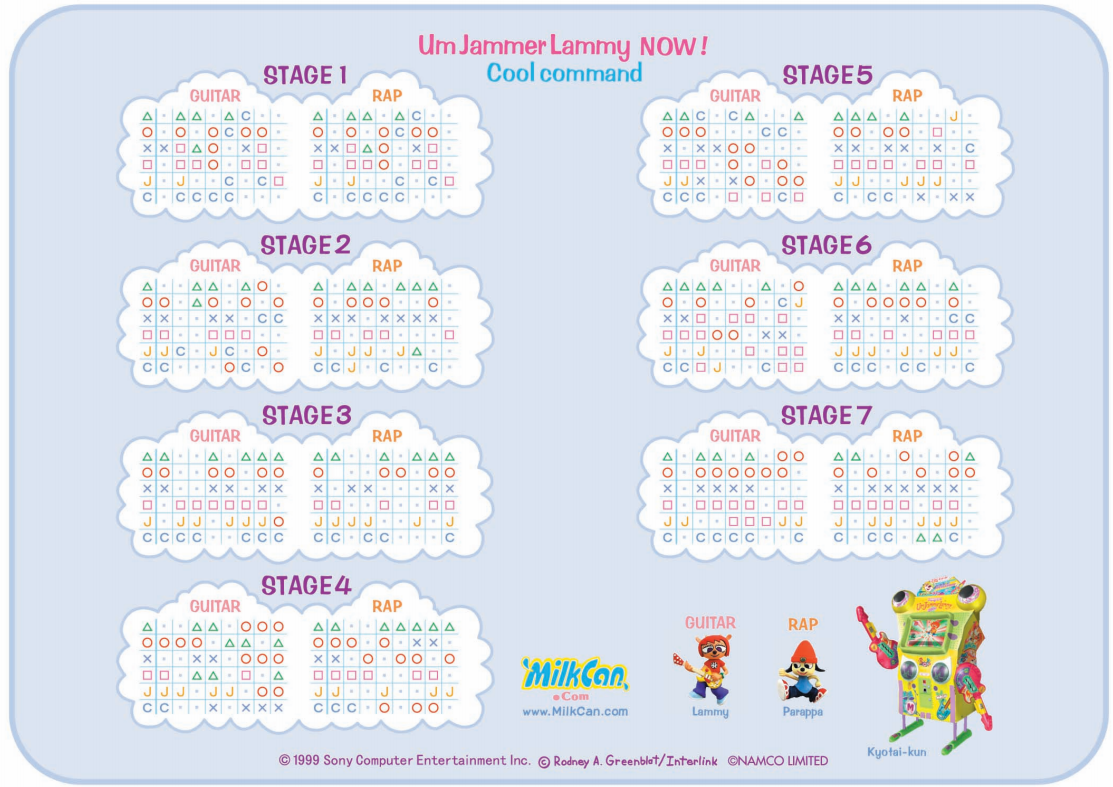 Um Jammer Lammy NOW!
Cool command
STAGE 1
GUITAR
△ · △ △ · △ C · ·
○ · ○ · ○ C ○ ○ ·
× × □ △ ○ · × □ ·
□ · □ □ ○ · · □ ·
J · J · · C · C □
C · C C C C · · ·
RAP
△ · △ △ · △ C · ·
○ · ○ · ○ C ○ ○ ·
× × □ △ ○ · × □ ·
□ · □ □ ○ · · □ ·
J · J · · C · C □
C · C C C C · · ·
STAGE 2
GUITAR
△ · · △ △ · △ ○ ·
○ ○ · △ ○ · ○ · ○
× × · · × × · C C
□ □ · · □ □ □ · ·
J J C · J C · ○ ·
C C · · · ○ C · ○
RAP
△ · △ △ · △ △ △ ·
○ · ○ ○ ○ · · ○ ·
× · × × × × × × ·
□ □ · □ □ · · · □
J · J J · J △ · ·
C C J C · · · C ·
STAGE 3
GUITAR
△ △ · · △ · △ △ △
○ ○ · · ○ ○ · ○ ○
× × · · × × · × ×
□ · □ □ □ □ □ □ ·
J · J J · J J J ○
C C C C · · C C C
RAP
△ △ · · △ · △ △ △
○ · · · ○ ○ · ○ ○
× · × × · · · × ×
□ □ · · □ · □ □ ·
J J J J · · J · J
C C C C · C · C ·
STAGE 4
GUITAR
△ · · △ △ · ○ ○ ○
○ ○ ○ ○ · △ △ · △
× · · × × · ○ ○ ○
□ □ · △ △ · □ · △
J J J · J J · ○ ○
C C · · × · × × ×
RAP
△ △ · · △ △ △ △ △
○ ○ ○ · ○ · × × ·
× × · ○ · ○ ○ · ○
□ □ □ □ · · □ □ ·
J J · J · J · J J
C C C · ○ · ○ ○ ·
STAGE 5
GUITAR
△ △ C · C △ · · △
○ ○ ○ · · · C C ·
× · × × ○ ○ · · ·
□ □ □ □ ○ · □ ○ ·
J J × · × ○ · ○ ○
C C C · □ · □ C □
RAP
△ △ △ · △ · · J ·
○ ○ · ○ ○ · □ · ·
× × · × × · × · C
□ · □ □ □ □ □ · □
J J · · J J J · ·
C · C C · × · × ×
STAGE 6
GUITAR
△ △ △ △ · · △ · ○
○ · ○ · · ○ · C J
× × □ · □ □ · □ ·
□ □ □ ○ ○ · × × ·
J · J · · □ · □ □
C C □ J · · C □ □
RAP
△ △ △ △ △ △ · △ ·
○ · ○ ○ ○ ○ · ○ ·
× × · · × · · C C
□ □ □ · □ · □ □ □
J J J · J · J J ·
C C · C · C · · C
STAGE 7
GUITAR
△ △ · △ △ △ △ ○ ○
○ ○ ○ ○ ○ ○ ○ ○ ·
× · × × × × · · ·
□ □ · · □ □ □ □ ·
J J · · □ □ □ J J
C · C C C C · C ·
RAP
△ △ · · ○ · · ○ △
○ · ○ · ○ · · ○ ○
× · × × × × × × ·
□ □ · □ · □ · □ ·
J · J J · J J J ·
C · C C · △ △ C ·
GUITAR
RAP
MilkCan
.Com
www.MilkCan.com
Lammy
Parappa
Kyotai-kun
© 1999 Sony Computer Entertainment Inc. © Rodney A. Greenblat/Interlink ©NAMCO LIMITED